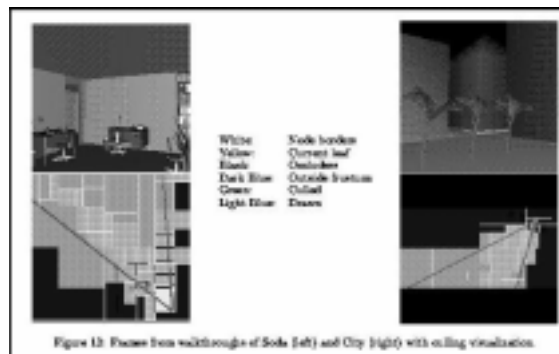 White: Node borders
Yellow: Current leaf
Black: Occluders
Dark Blue: Outside frustum
Green: Culled
Light Blue: Drawn
Figure 12: Frames from walkthroughs of Soda (left) and City (right) with culling visualization.